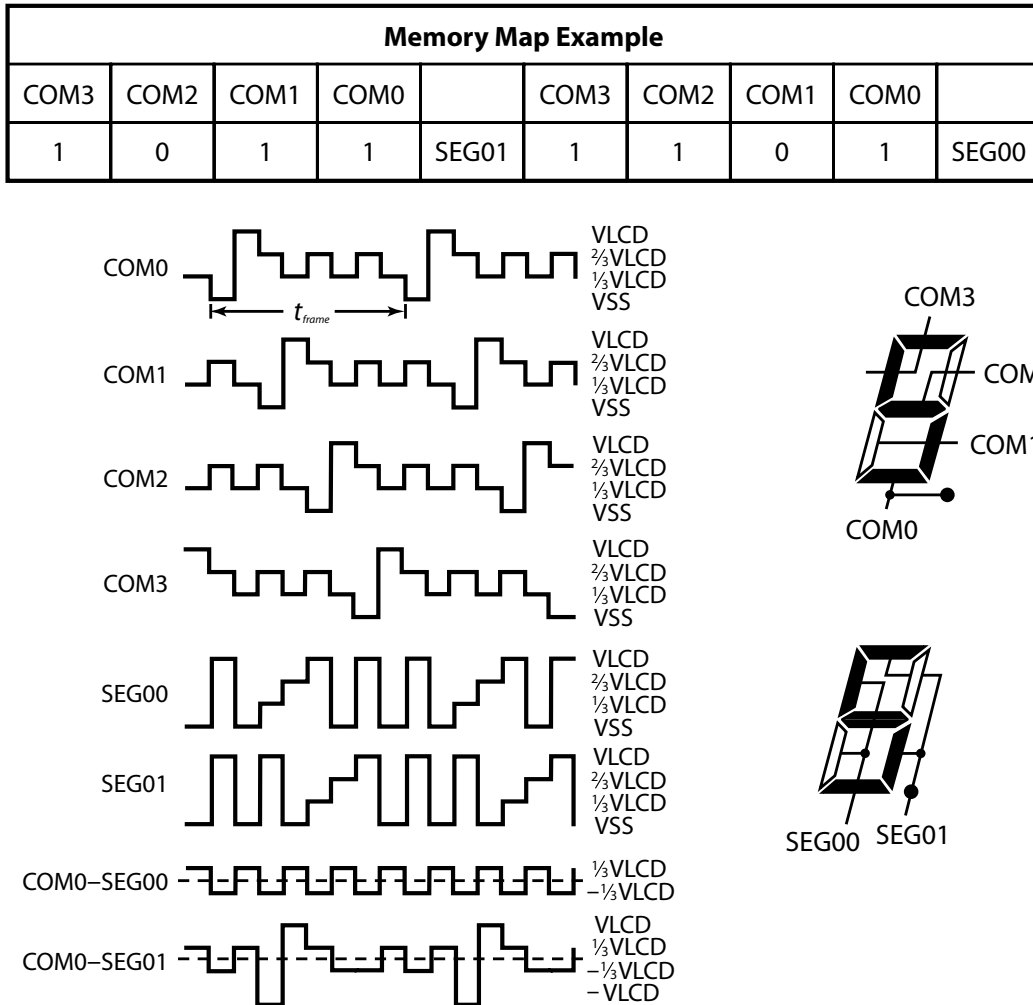 Memory Map Example
COM3 COM2 COM1 COM0 COM3 COM2 COM1 COM0
1 0 1 1 SEG01 1 1 0 1 SEG00
COM0
VLCD
⅔VLCD
⅓VLCD
VSS
t frame
COM1
VLCD
⅔VLCD
⅓VLCD
VSS
COM2
VLCD
⅔VLCD
⅓VLCD
VSS
COM3
VLCD
⅔VLCD
⅓VLCD
VSS
SEG00
VLCD
⅔VLCD
⅓VLCD
VSS
SEG01
VLCD
⅔VLCD
⅓VLCD
VSS
COM0–SEG00
⅓VLCD
–⅓VLCD
COM0–SEG01
VLCD
⅓VLCD
–⅓VLCD
–VLCD
COM3
COM1
COM0
SEG00 SEG01